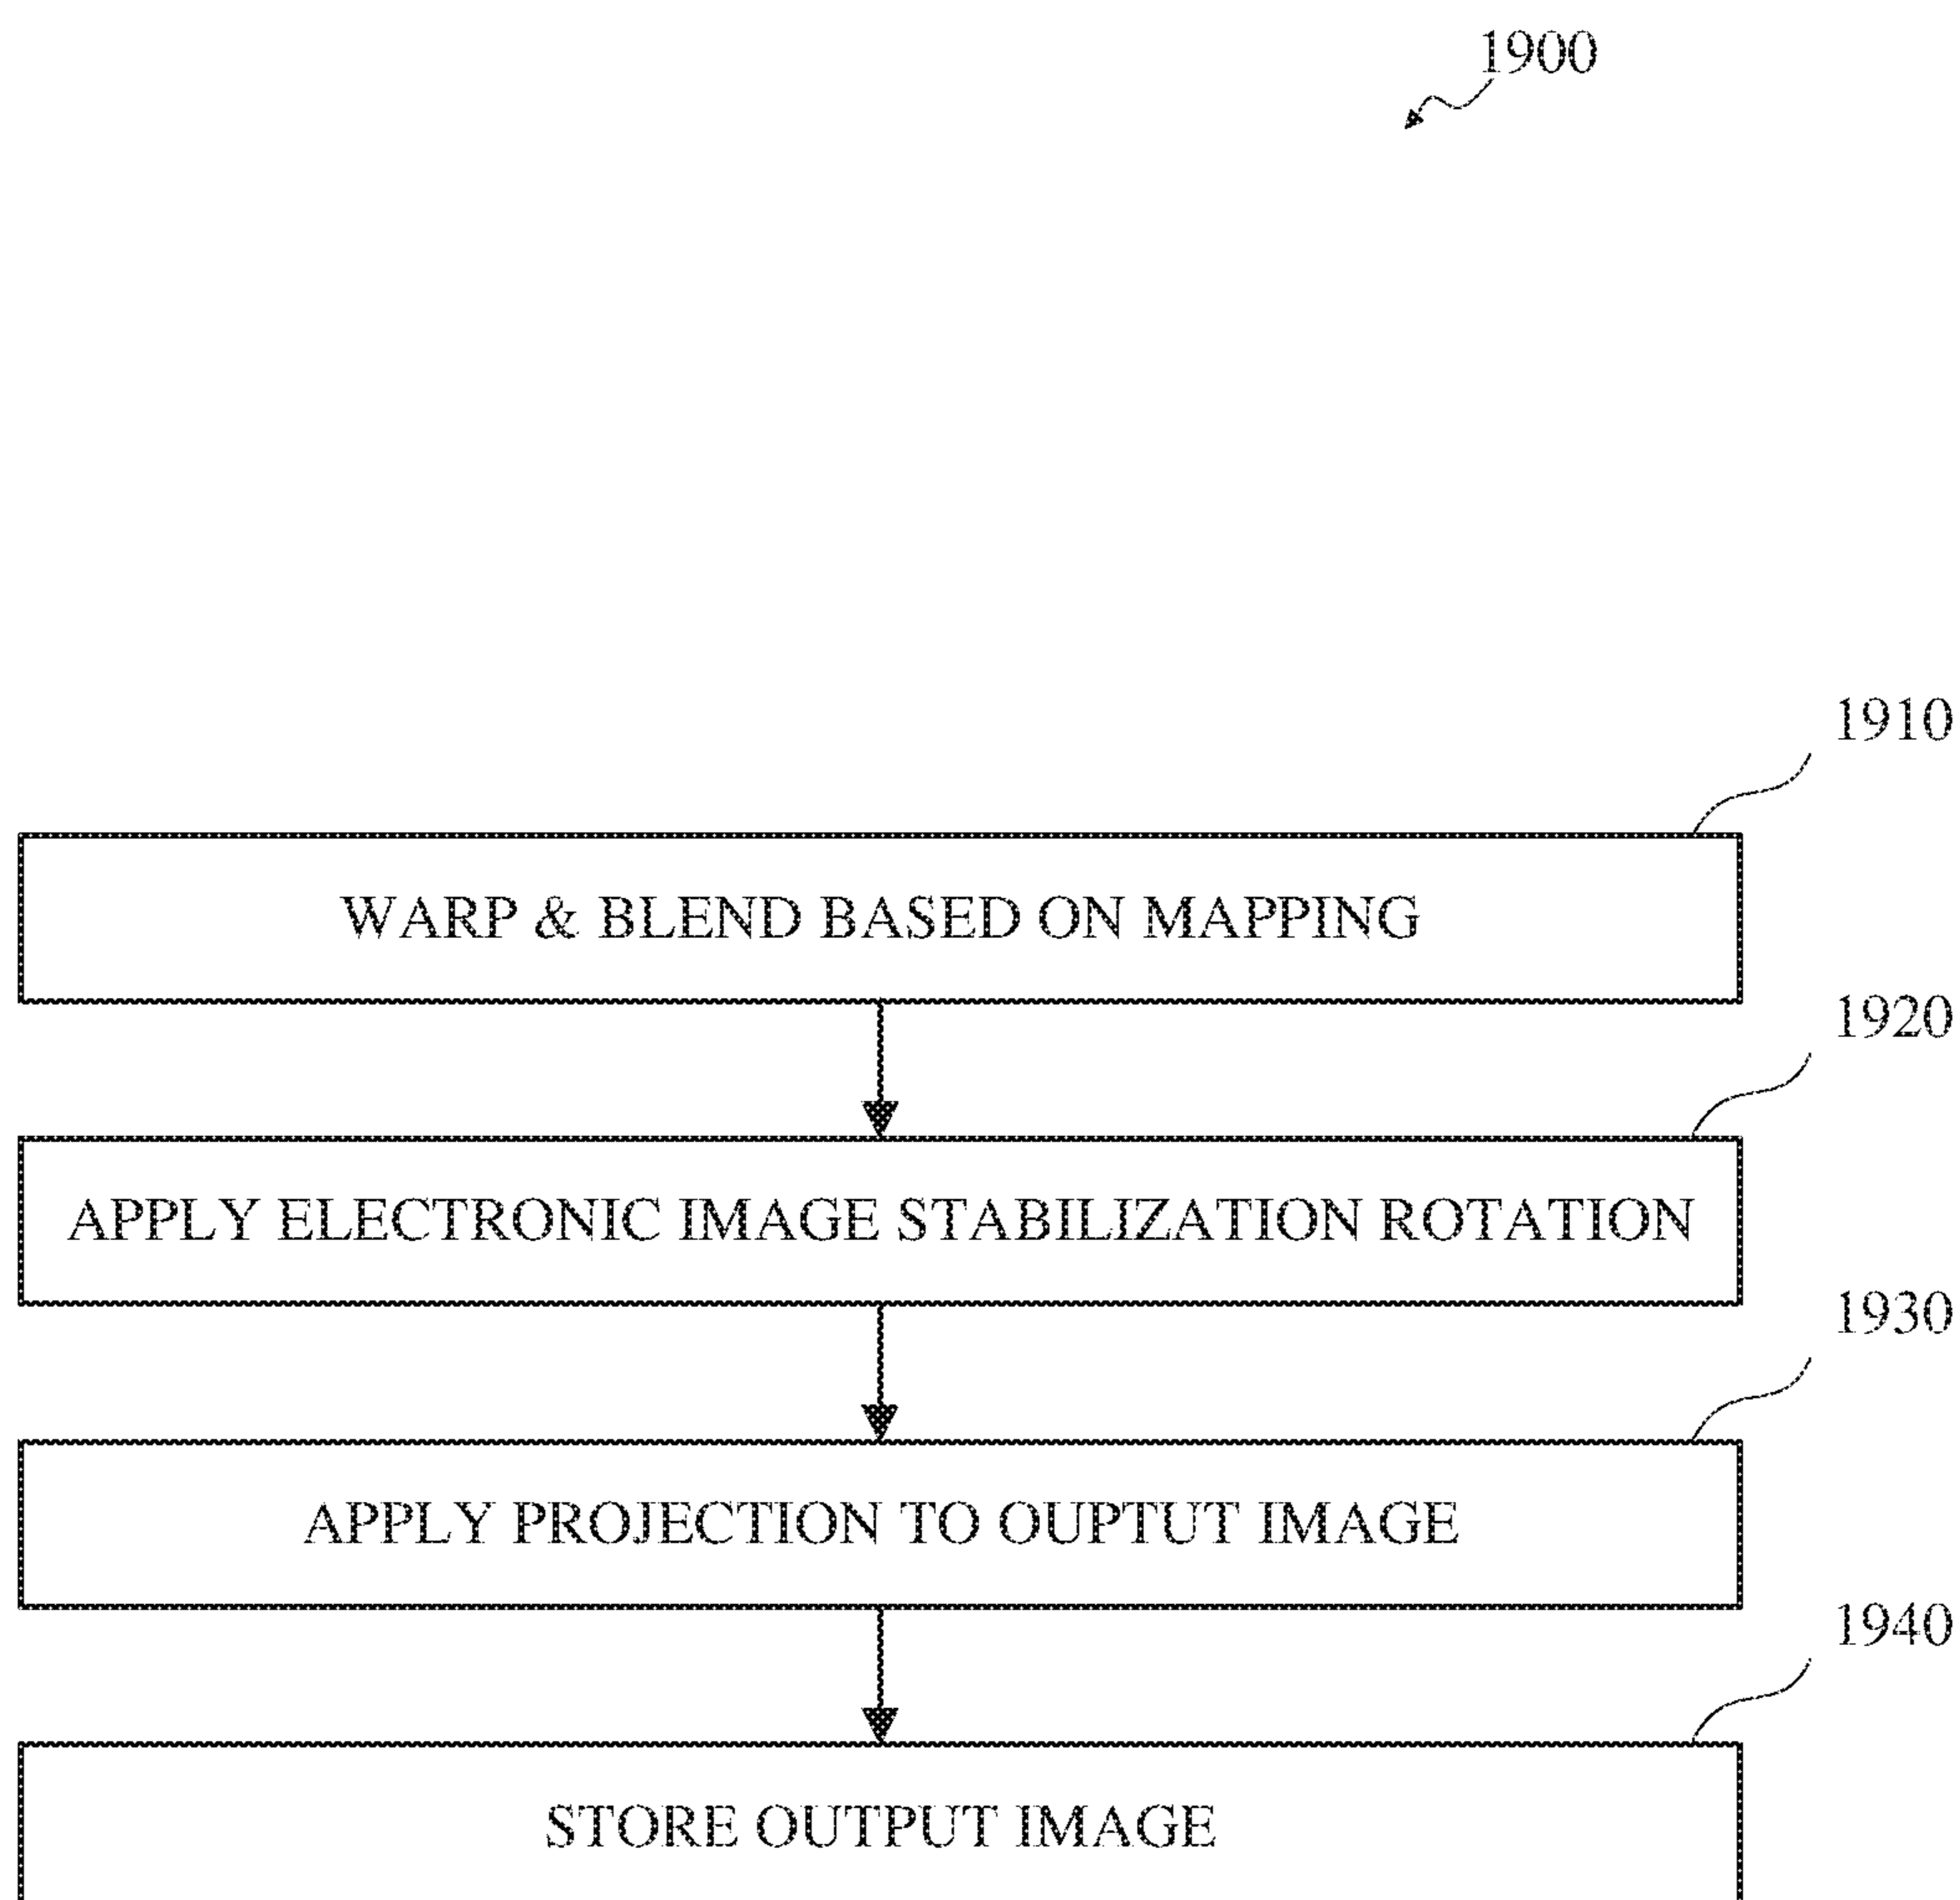 1900
1910
WARP & BLEND BASED ON MAPPING
1920
APPLY ELECTRONIC IMAGE STABILIZATION ROTATION
1930
APPLY PROJECTION TO OUPTUT IMAGE
1940
STORE OUTPUT IMAGE